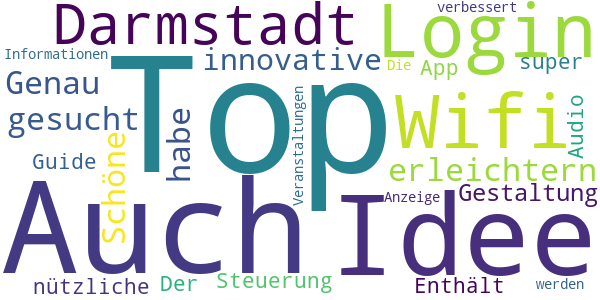 verbessert
Darmstadt
Login
Informationen
innovative
Die
App
super
Genau
Top
gesucht
habe
Veranstaltungen
Wifi
Audio
Schöne
Guide
erleichtern
Auch
Idee
Anzeige
Gestaltung
nützliche
Der
Steuerung
Enthält
werden